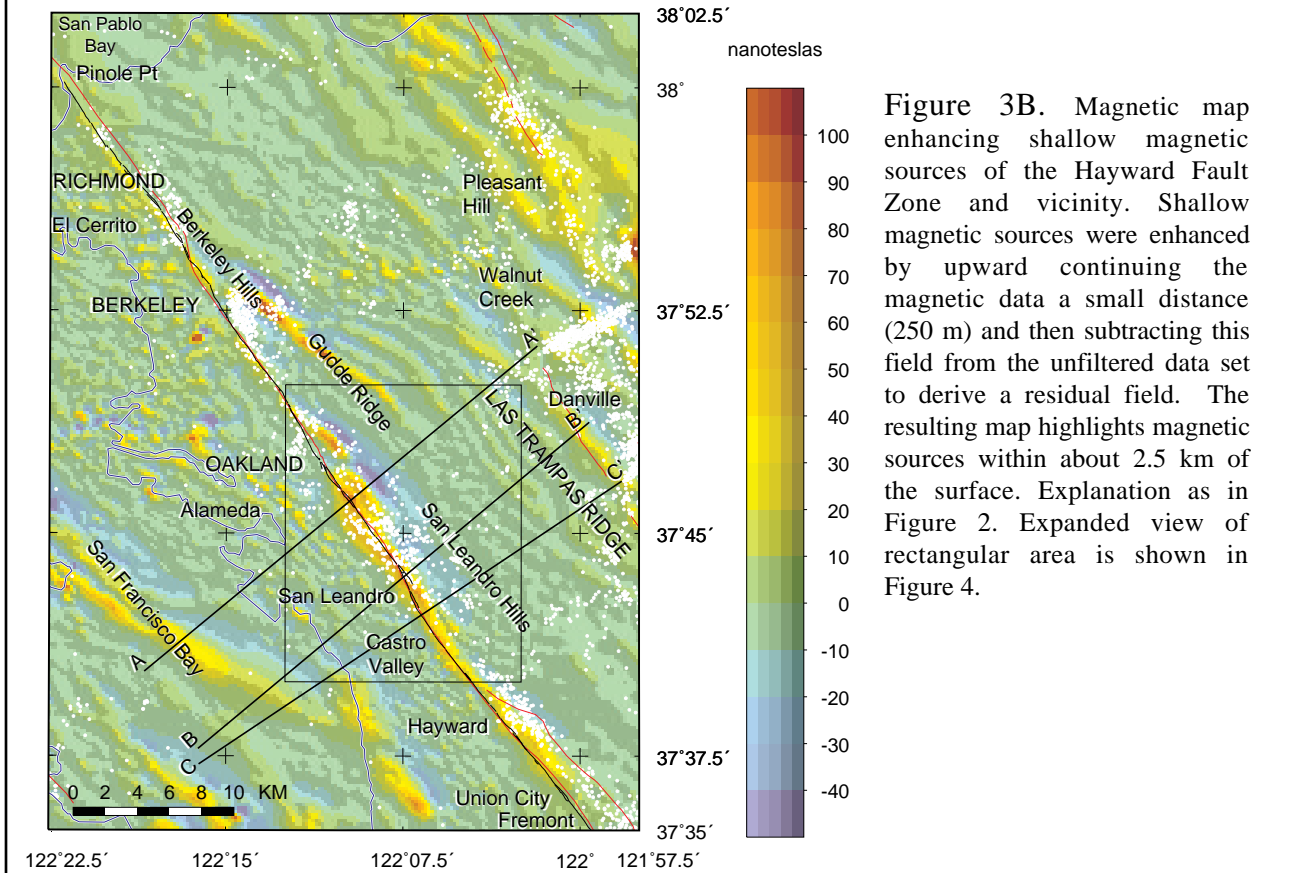 San Pablo
Bay
Pinole Pt
RICHMOND
El Cerrito
Berkeley Hills
BERKELEY
Pleasant
Hill
Walnut
Creek
Gudde Ridge
A'
Danville
B'
LAS TRAMPAS RIDGE
C'
OAKLAND
Alameda
San Leandro Hills
San Francisco Bay
San Leandro
A
Castro
Valley
B
C
Hayward
Union City
Fremont
0 2 4 6 8 10 KM
38˚02.5´
38˚
37˚52.5´
37˚45´
37˚37.5´
37˚35´
122˚22.5´ 122˚15´ 122˚07.5´ 122˚ 121˚57.5´
nanoteslas
100
90
80
70
60
50
40
30
20
10
0
-10
-20
-30
-40
Figure 3B. Magnetic map
enhancing shallow magnetic
sources of the Hayward Fault
Zone and vicinity. Shallow
magnetic sources were enhanced
by upward continuing the
magnetic data a small distance
(250 m) and then subtracting this
field from the unfiltered data set
to derive a residual field. The
resulting map highlights magnetic
sources within about 2.5 km of
the surface. Explanation as in
Figure 2. Expanded view of
rectangular area is shown in
Figure 4.